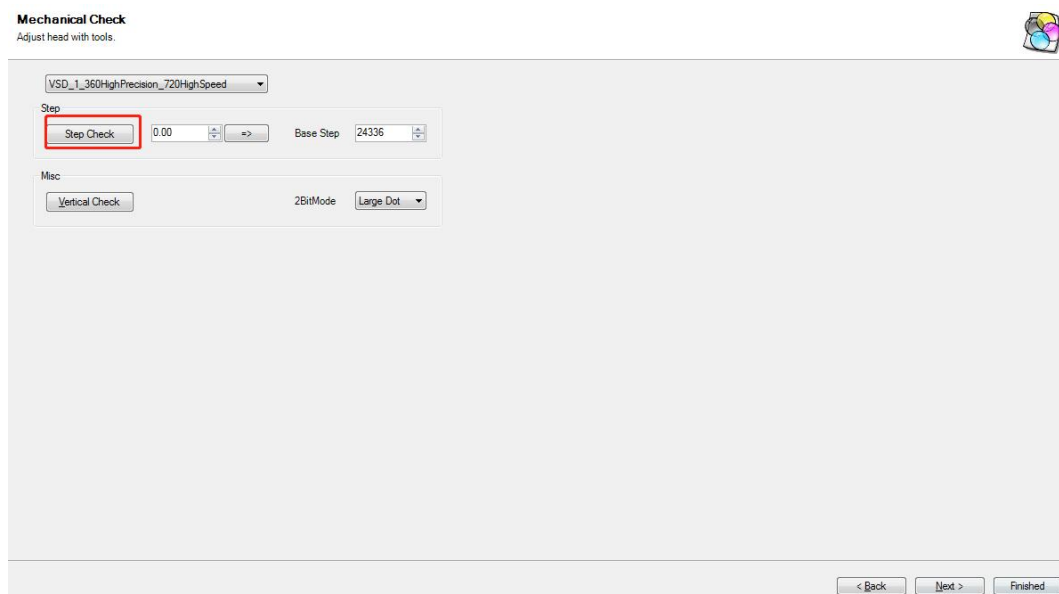 Mechanical Check
Adjust head with tools.
VSD_1_360HighPrecision_720HighSpeed
Step
Step Check 0.00 => Base Step 24336
Misc
Vertical Check 2BitMode Large Dot
< Back Next > Finished